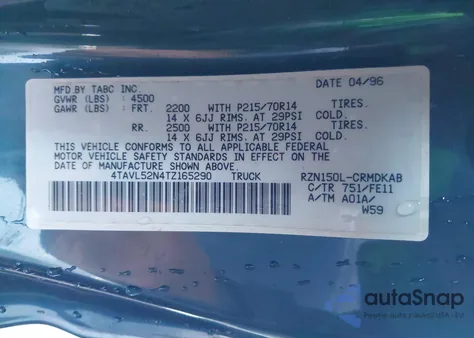 MFD.BY TABC INC. DATE 04/96
GVWR (LBS) : 4500
GAWR (LBS) : FRT. 2200 WITH P215/70R14 TIRES.
14 X 6JJ RIMS. AT 29PSI COLD.
RR. 2500 WITH P215/70R14 TIRES.
14 X 6JJ RIMS. AT 29PSI COLD.
THIS VEHICLE CONFORMS TO ALL APPLICABLE FEDERAL
MOTOR VEHICLE SAFETY STANDARDS IN EFFECT ON THE
DATE OF MANUFACTURE SHOWN ABOVE.
4TAVL52N4TZ165290 TRUCK RZN150L-CRMDKAB
C/TR 751/FE11
A/TM A01A/
W59
autaSnap